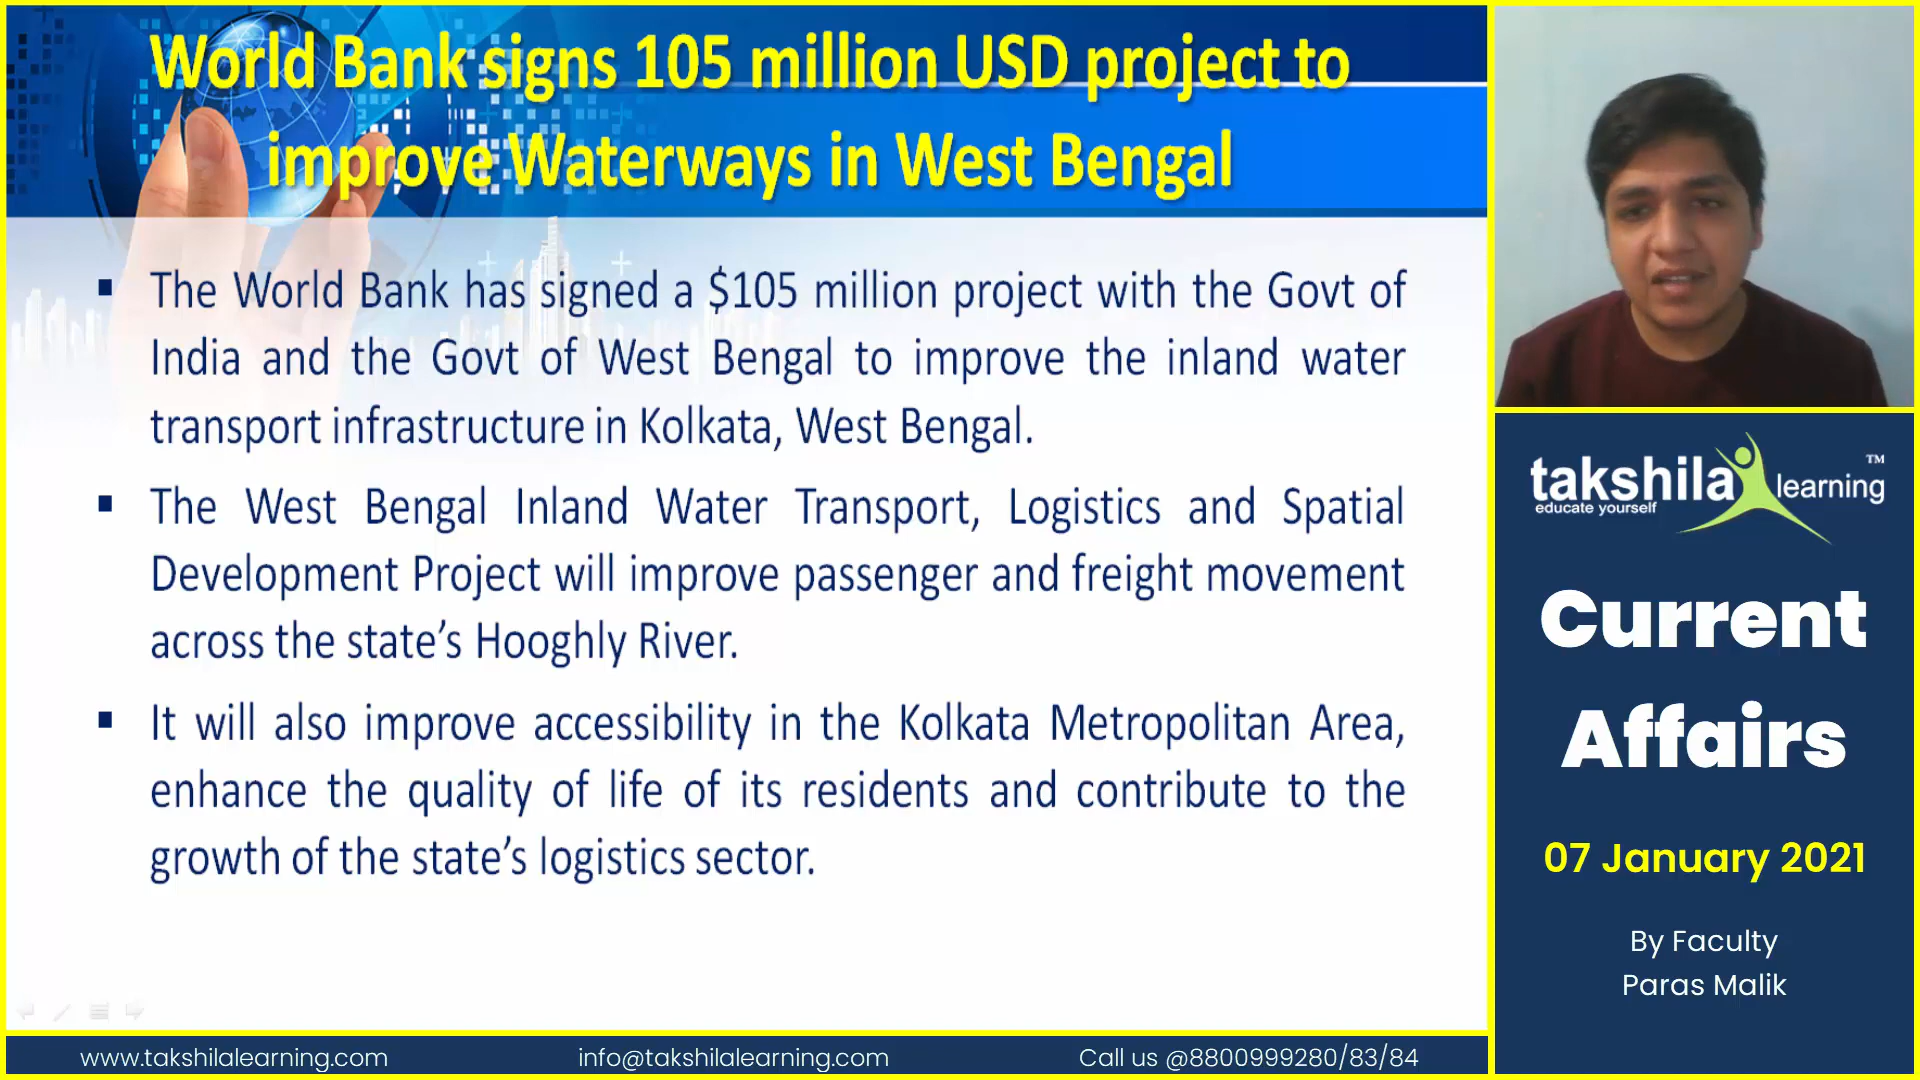 World Bank signs 105 million USD project to
improve Waterways in West Bengal
▪ The World Bank has signed a $105 million project with the Govt of
India and the Govt of West Bengal to improve the inland water
transport infrastructure in Kolkata, West Bengal.
▪ The West Bengal Inland Water Transport, Logistics and Spatial
Development Project will improve passenger and freight movement
across the state’s Hooghly River.
▪ It will also improve accessibility in the Kolkata Metropolitan Area,
enhance the quality of life of its residents and contribute to the
growth of the state’s logistics sector.
takshila learning ™
educate yourself
Current
Affairs
07 January 2021
By Faculty
Paras Malik
www.takshilalearning.com
info@takshilalearning.com
Call us @8800999280/83/84